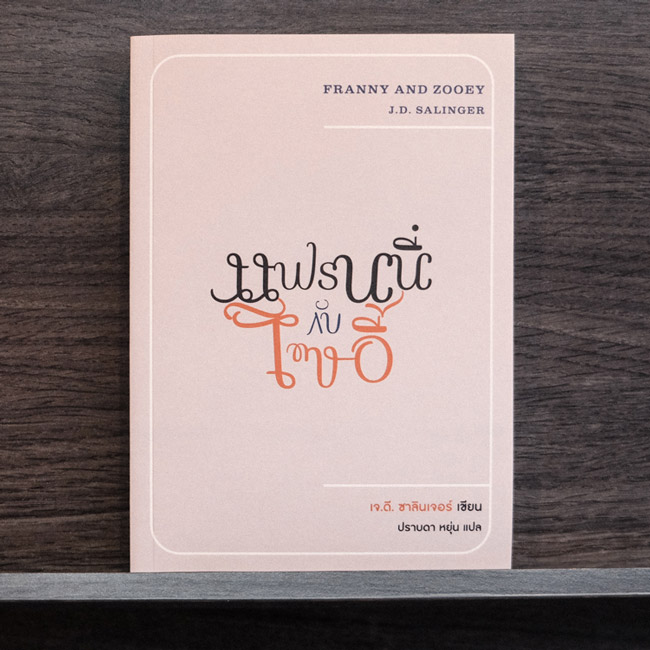 FRANNY AND ZOOEY
J.D. SALINGER
แฟรนนี่
กับ
โซอี้
เจ.ดี. ซาลินเจอร์ เขียน
ปราบดา หยุ่น แปล